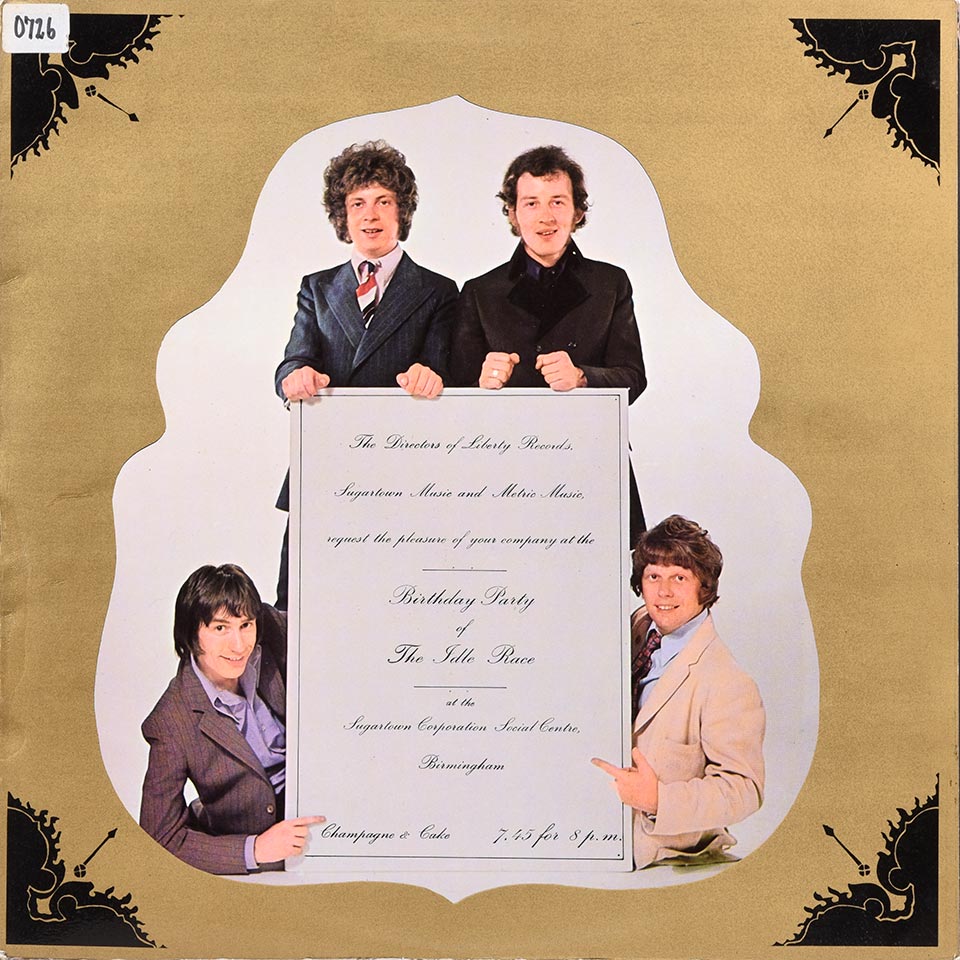 0726
The Directors of Liberty Records,
Sugartown Music and Metric Music,
request the pleasure of your company at the
Birthday Party
of
The Idle Race
at the
Sugartown Corporation Social Centre,
Birmingham
Champagne & Cake 7.45 for 8 p.m.